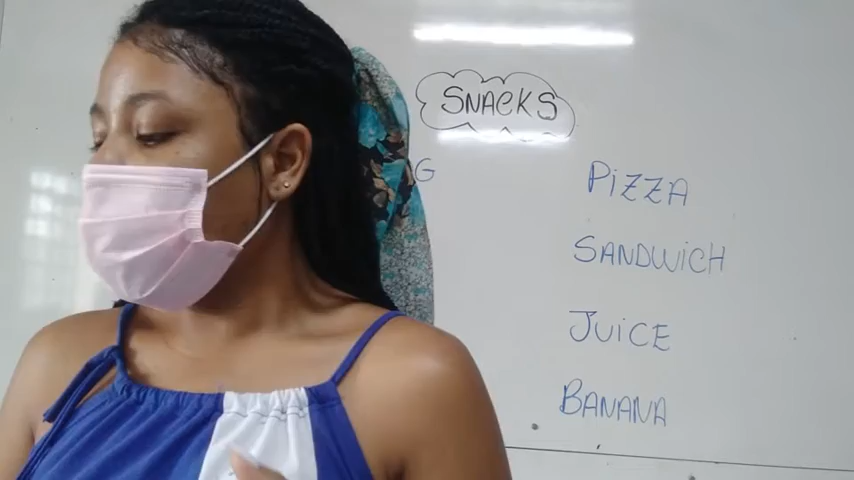 SNACKS
G
PIZZA
SANDWICH
JUICE
BANANA